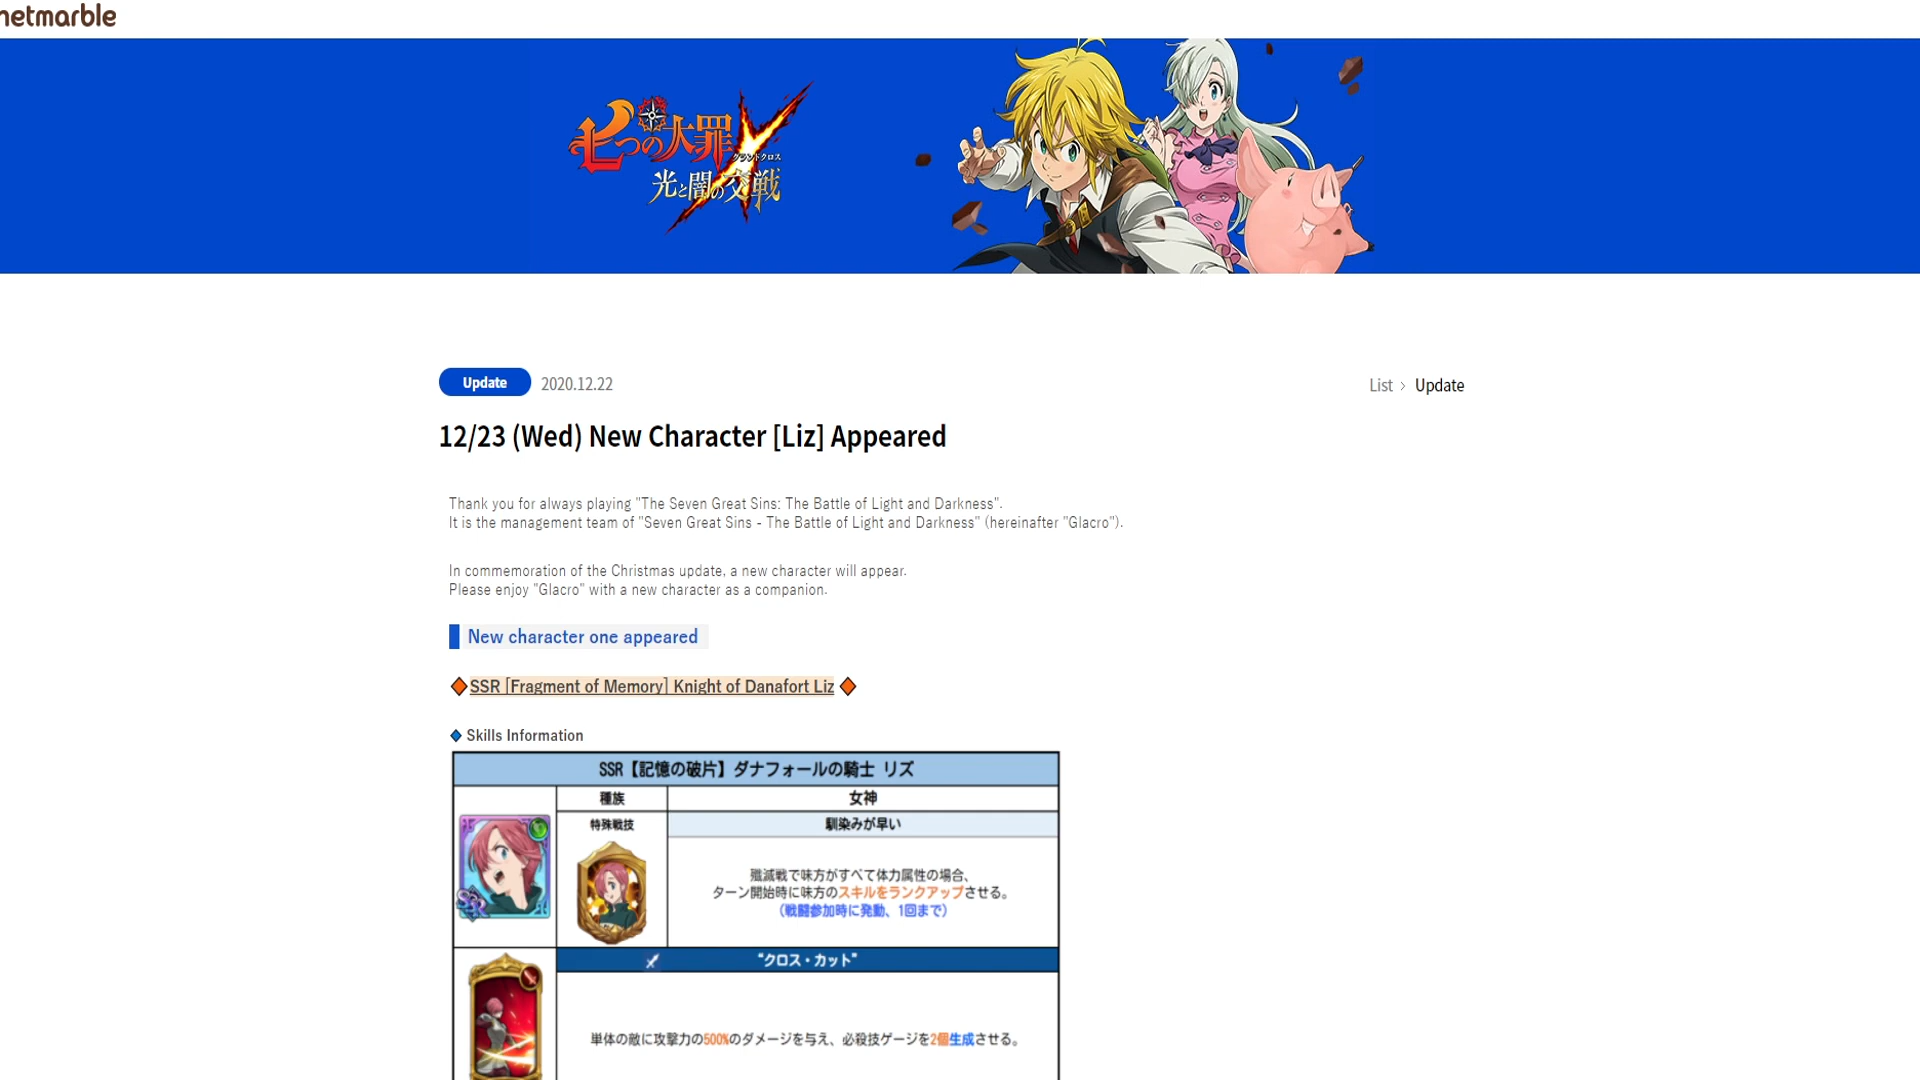 netmarble
七つの大罪
グランドクロス
光と闇の交戦
Update 2020.12.22
List > Update
12/23 (Wed) New Character [Liz] Appeared
Thank you for always playing "The Seven Great Sins: The Battle of Light and Darkness".
It is the management team of "Seven Great Sins - The Battle of Light and Darkness" (hereinafter "Glacro").
In commemoration of the Christmas update, a new character will appear.
Please enjoy "Glacro" with a new character as a companion.
New character one appeared
SSR [Fragment of Memory] Knight of Danafort Liz
Skills Information
SSR【記憶の破片】ダナフォールの騎士 リズ
種族 女神
特殊戦技 馴染みが早い
SSR
殲滅戦で味方がすべて体力属性の場合、
ターン開始時に味方のスキルをランクアップさせる。
（戦闘参加時に発動、1回まで）
“クロス・カット”
単体の敵に攻撃力の500%のダメージを与え、必殺技ゲージを2個生成させる。